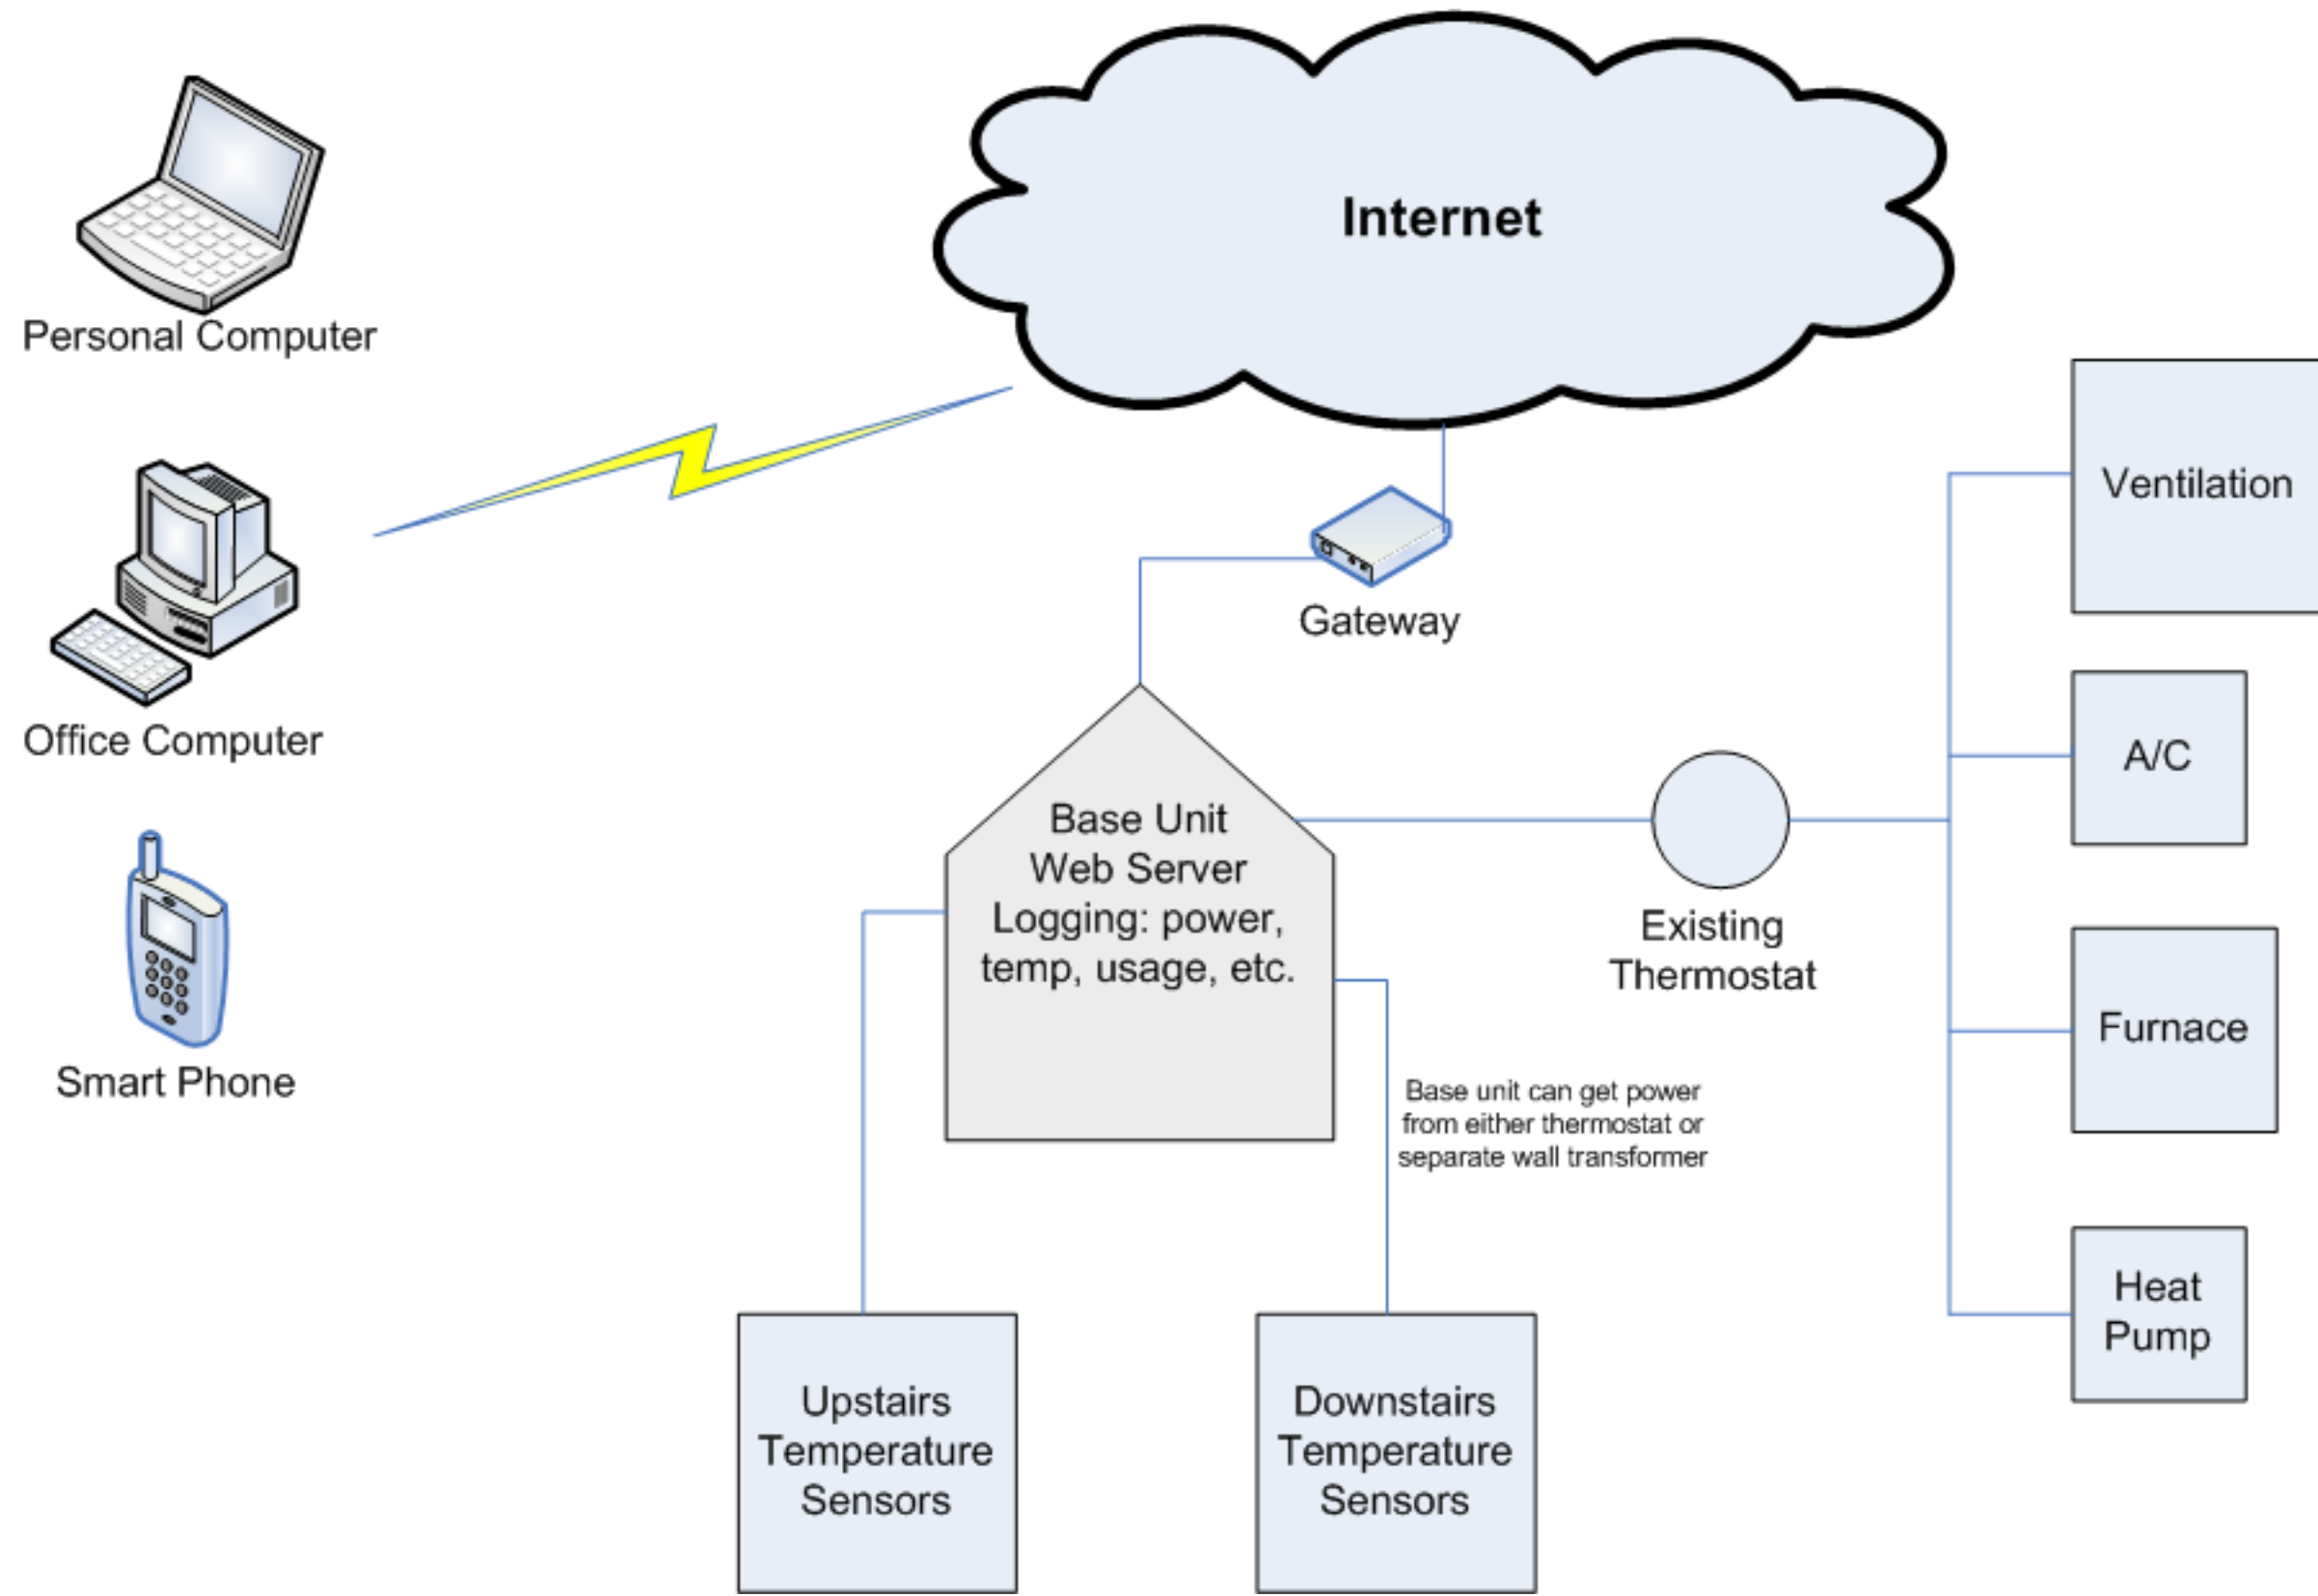 Internet
Personal Computer
Office Computer
Smart Phone
Gateway
Base Unit
Web Server
Logging: power,
temp, usage, etc.
Existing
Thermostat
Ventilation
A/C
Furnace
Heat
Pump
Base unit can get power
from either thermostat or
separate wall transformer
Upstairs
Temperature
Sensors
Downstairs
Temperature
Sensors